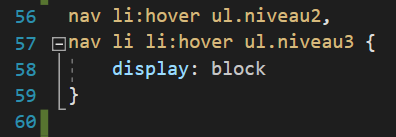 56 nav li:hover ul.niveau2,
57 nav li li:hover ul.niveau3 {
58 display: block
59 }
60